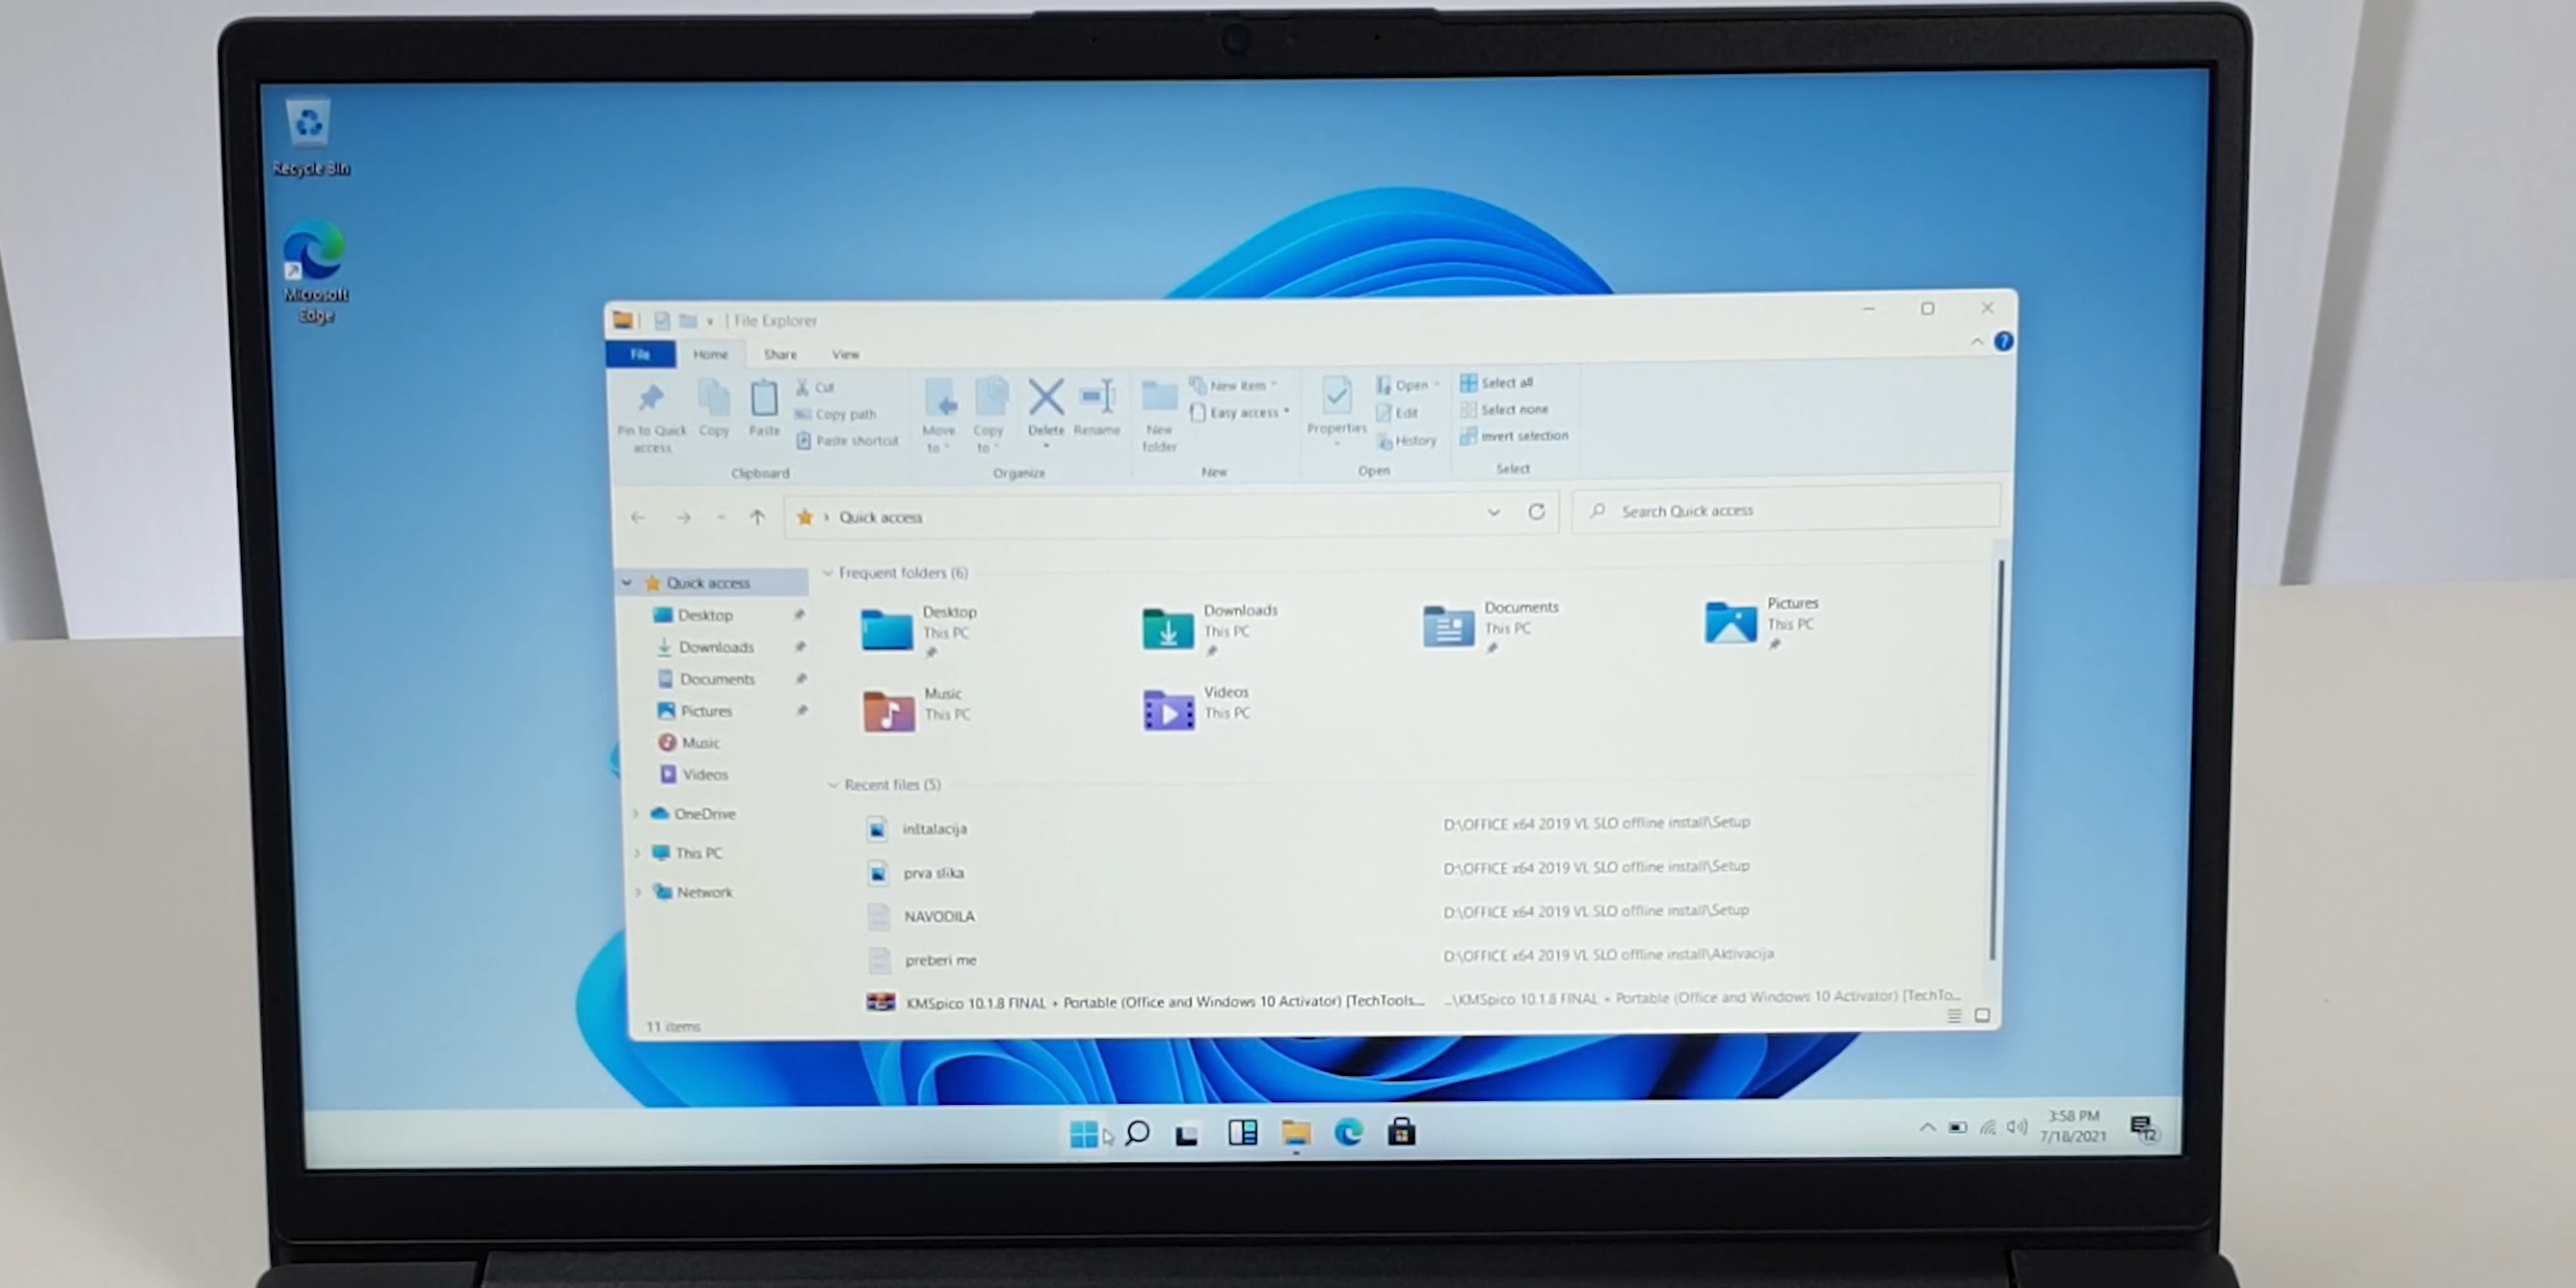 Recycle Bin
Microsoft
Edge
File Explorer
File
Home
Share
View
Pin to Quick
access
Copy
Paste
Cut
Copy path
Paste shortcut
Clipboard
Move
to
Copy
to
Delete
Rename
Organize
New
folder
New item
Easy access
New
Properties
Open
Edit
History
Open
Select all
Select none
Invert selection
Select
Quick access
Search Quick access
Quick access
Desktop
Downloads
Documents
Pictures
Music
Videos
OneDrive
This PC
Network
Frequent folders (6)
Desktop
This PC
Downloads
This PC
Documents
This PC
Pictures
This PC
Music
This PC
Videos
This PC
Recent files (5)
inštalacija D:\OFFICE x64 2019 VL SLO offline install\Setup
prva slika D:\OFFICE x64 2019 VL SLO offline install\Setup
NAVODILA D:\OFFICE x64 2019 VL SLO offline install\Setup
preberi me D:\OFFICE x64 2019 VL SLO offline install\Aktivacija
KMSpico 10.1.8 FINAL + Portable (Office and Windows 10 Activator) [TechTools... ...\KMSpico 10.1.8 FINAL + Portable (Office and Windows 10 Activator) [TechTo...
11 items
3:58 PM
7/18/2021
12